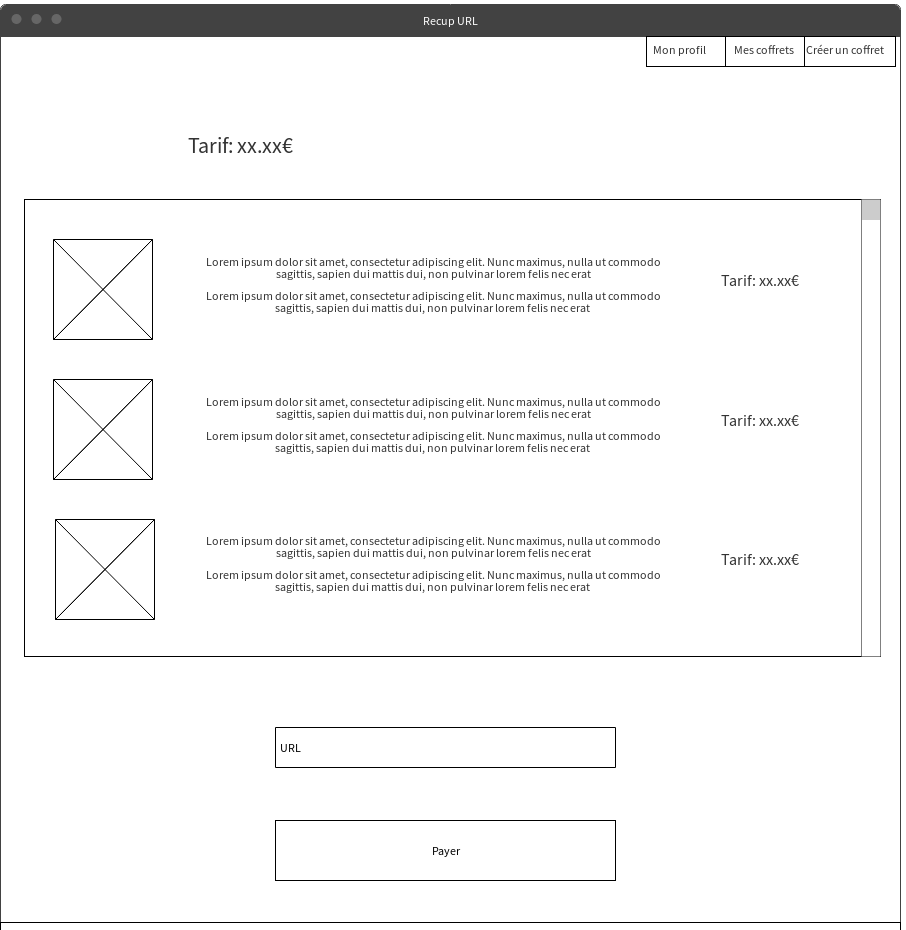 Recup URL
Mon profil
Mes coffrets
Créer un coffret
Tarif: xx.xx€
Lorem ipsum dolor sit amet, consectetur adipiscing elit. Nunc maximus, nulla ut commodo
sagittis, sapien dui mattis dui, non pulvinar lorem felis nec erat
Lorem ipsum dolor sit amet, consectetur adipiscing elit. Nunc maximus, nulla ut commodo
sagittis, sapien dui mattis dui, non pulvinar lorem felis nec erat
Tarif: xx.xx€
Lorem ipsum dolor sit amet, consectetur adipiscing elit. Nunc maximus, nulla ut commodo
sagittis, sapien dui mattis dui, non pulvinar lorem felis nec erat
Lorem ipsum dolor sit amet, consectetur adipiscing elit. Nunc maximus, nulla ut commodo
sagittis, sapien dui mattis dui, non pulvinar lorem felis nec erat
Tarif: xx.xx€
Lorem ipsum dolor sit amet, consectetur adipiscing elit. Nunc maximus, nulla ut commodo
sagittis, sapien dui mattis dui, non pulvinar lorem felis nec erat
Lorem ipsum dolor sit amet, consectetur adipiscing elit. Nunc maximus, nulla ut commodo
sagittis, sapien dui mattis dui, non pulvinar lorem felis nec erat
Tarif: xx.xx€
URL
Payer